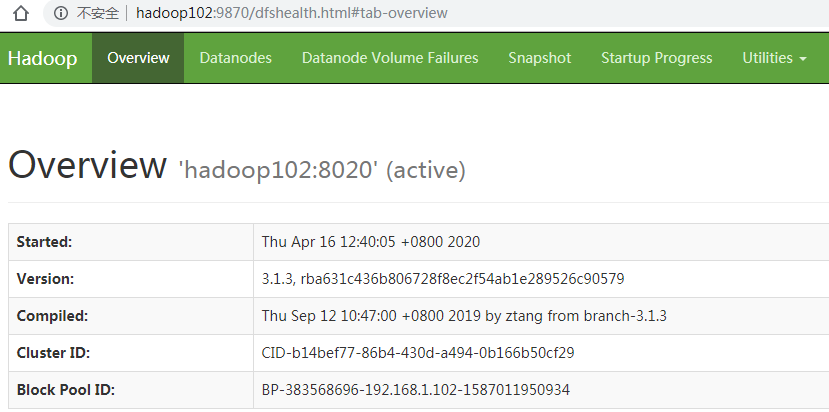 不安全 | hadoop102:9870/dfshealth.html#tab-overview
Hadoop Overview Datanodes Datanode Volume Failures Snapshot Startup Progress Utilities
Overview 'hadoop102:8020' (active)
Started: Thu Apr 16 12:40:05 +0800 2020
Version: 3.1.3, rba631c436b806728f8ec2f54ab1e289526c90579
Compiled: Thu Sep 12 10:47:00 +0800 2019 by ztang from branch-3.1.3
Cluster ID: CID-b14bef77-86b4-430d-a494-0b166b50cf29
Block Pool ID: BP-383568696-192.168.1.102-1587011950934